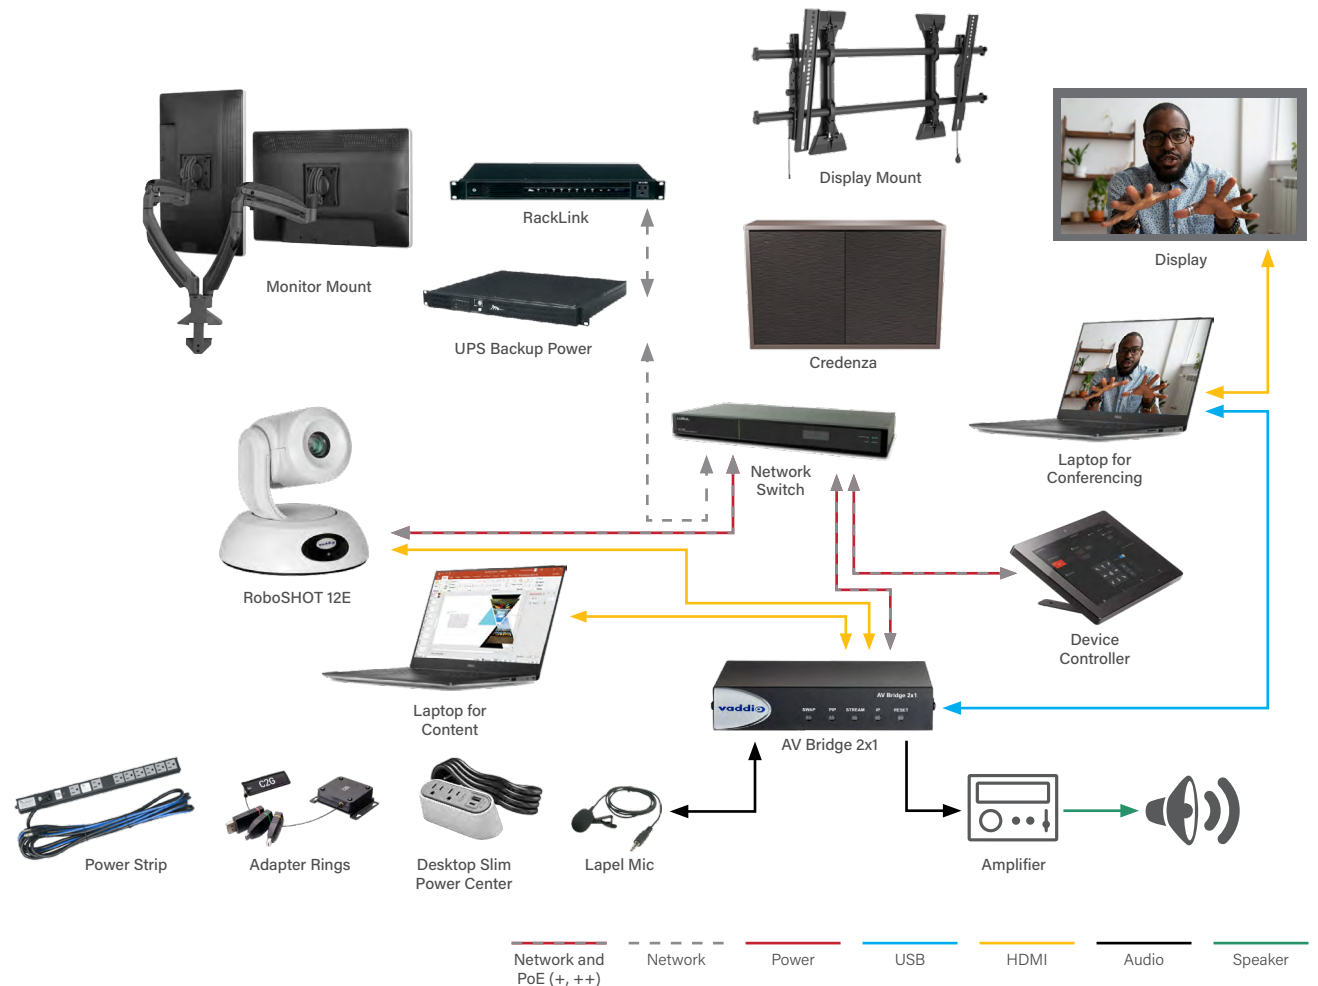 Display Mount
RackLink
Display
Monitor Mount
UPS Backup Power
Credenza
Network
Switch
Laptop for
Conferencing
vaddio
RoboSHOT 12E
Device
Controller
AV Bridge 2x1
vaddio
SWAP PIP STREAM IP RESET
Laptop for
Content
AV Bridge 2x1
C2G
Power Strip
Adapter Rings
Desktop Slim
Power Center
Lapel Mic
Amplifier
Network and
PoE (+, ++)
Network
Power
USB
HDMI
Audio
Speaker